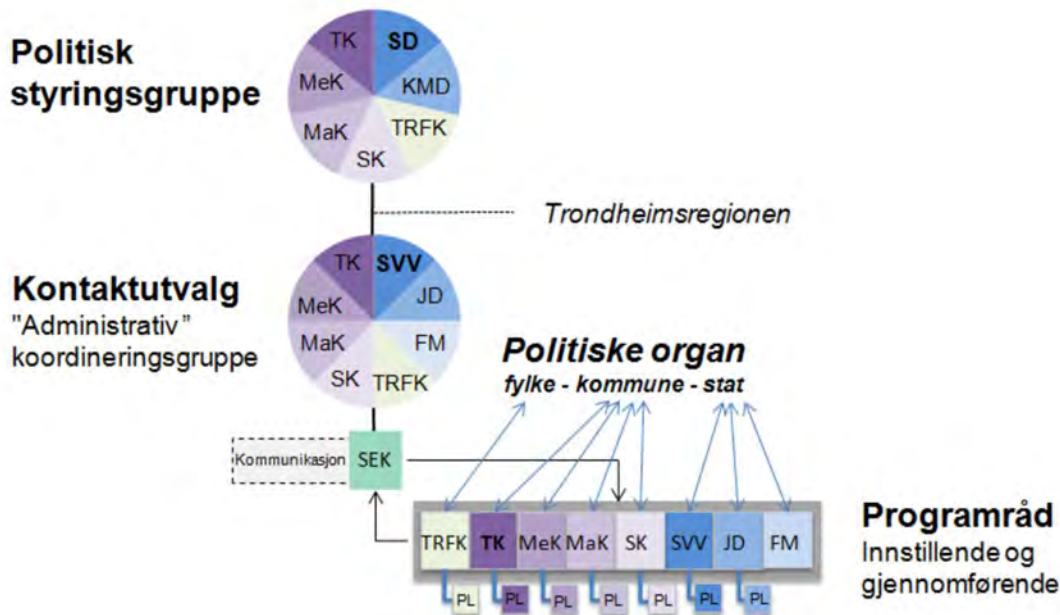 Politisk
styringsgruppe
TK
SD
MeK
KMD
MaK
TRFK
SK
Trondheimsregionen
Kontaktutvalg
"Administrativ"
koordineringsgruppe
TK
SVV
MeK
JD
MaK
FM
SK
TRFK
Politiske organ
fylke - kommune - stat
Kommunikasjon
SEK
TRFK
TK
MeK
MaK
SK
SVV
JD
FM
PL
PL
PL
PL
PL
PL
PL
Programråd
Innstillende og
gjennomførende